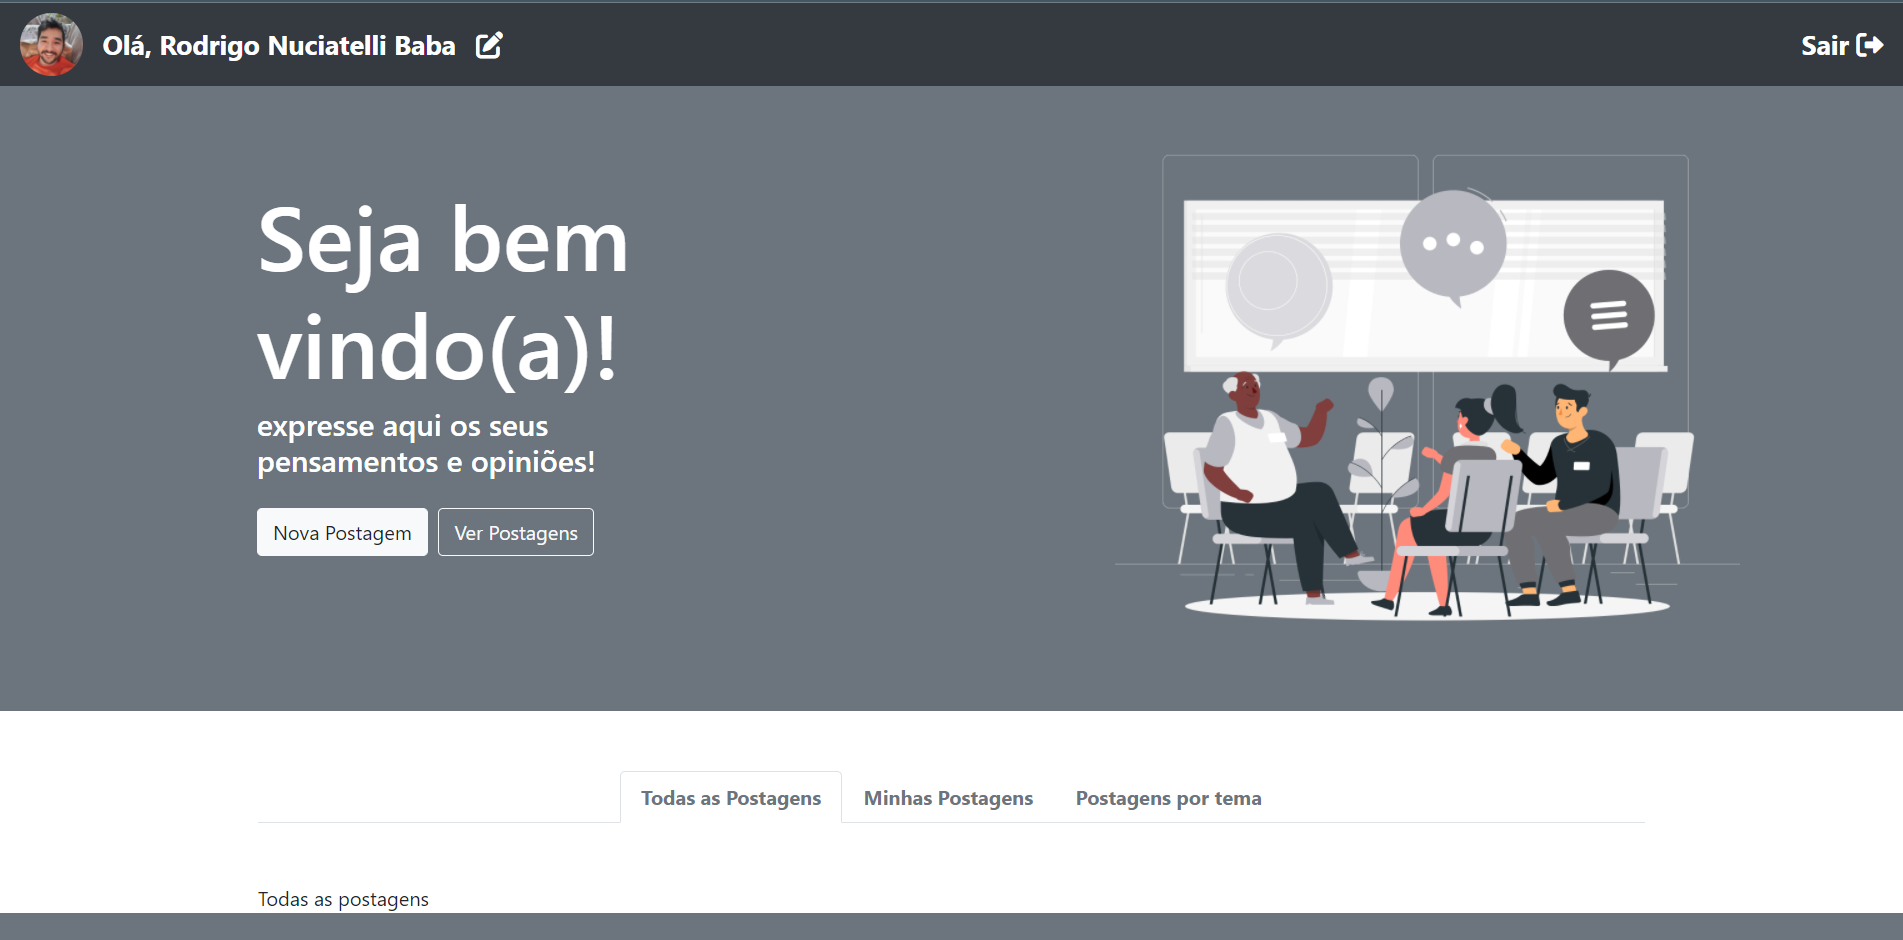 Olá, Rodrigo Nuciatelli Baba
Sair
Seja bem
vindo(a)!
expresse aqui os seus
pensamentos e opiniões!
Nova Postagem
Ver Postagens
Todas as Postagens
Minhas Postagens
Postagens por tema
Todas as postagens